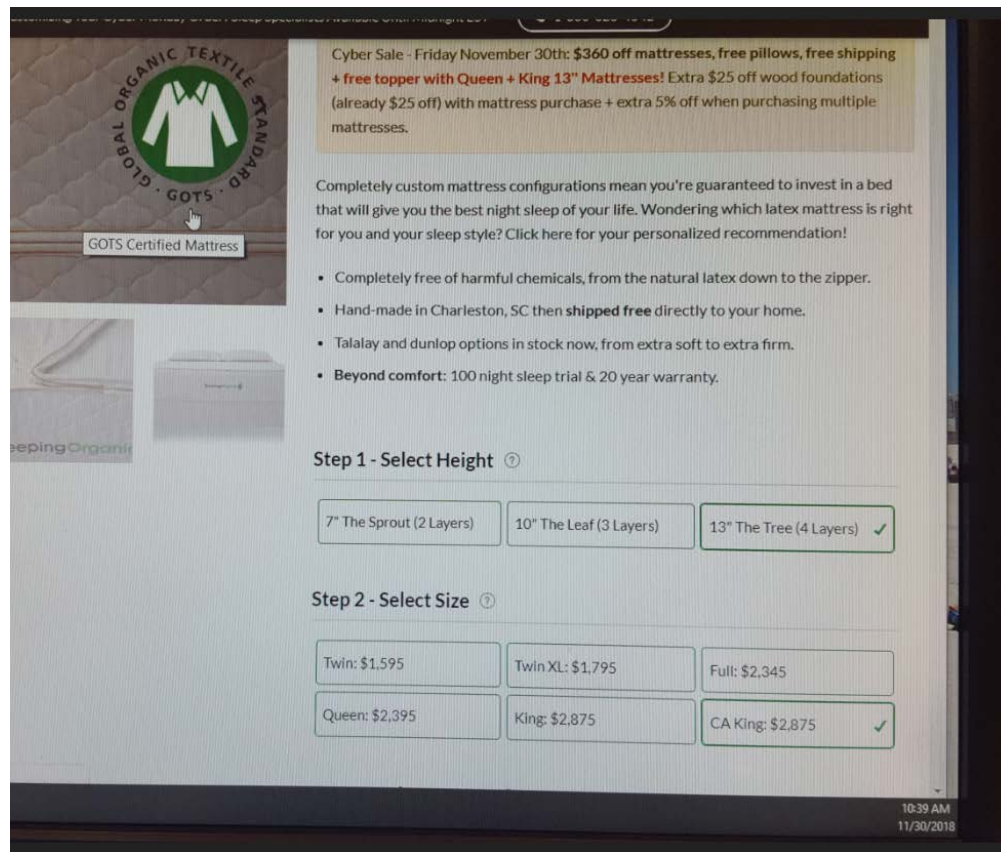 GLOBAL ORGANIC TEXTILE STANDARD
· GOTS ·
GOTS Certified Mattress
eepingOrganic
Cyber Sale - Friday November 30th: $360 off mattresses, free pillows, free shipping
+ free topper with Queen + King 13" Mattresses! Extra $25 off wood foundations
(already $25 off) with mattress purchase + extra 5% off when purchasing multiple
mattresses.
Completely custom mattress configurations mean you're guaranteed to invest in a bed
that will give you the best night sleep of your life. Wondering which latex mattress is right
for you and your sleep style? Click here for your personalized recommendation!
• Completely free of harmful chemicals, from the natural latex down to the zipper.
• Hand-made in Charleston, SC then shipped free directly to your home.
• Talalay and dunlop options in stock now, from extra soft to extra firm.
• Beyond comfort: 100 night sleep trial & 20 year warranty.
Step 1 - Select Height ?
7" The Sprout (2 Layers)
10" The Leaf (3 Layers)
13" The Tree (4 Layers) ✓
Step 2 - Select Size ?
Twin: $1,595
Twin XL: $1,795
Full: $2,345
Queen: $2,395
King: $2,875
CA King: $2,875 ✓
10:39 AM
11/30/2018